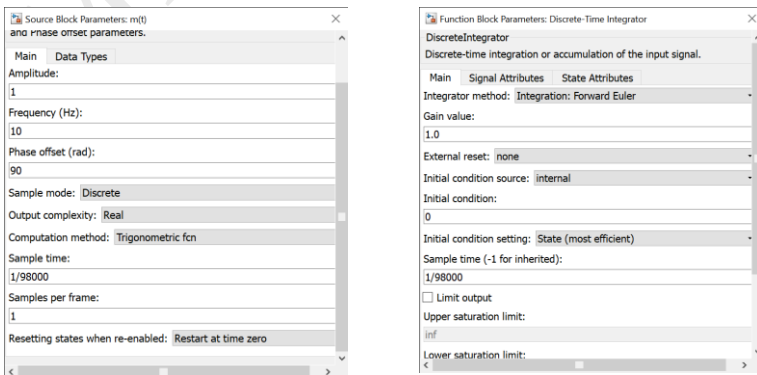 Source Block Parameters: m(t)
and Phase offset parameters.
Main Data Types
Amplitude:
1
Frequency (Hz):
10
Phase offset (rad):
90
Sample mode: Discrete
Output complexity: Real
Computation method: Trigonometric fcn
Sample time:
1/98000
Samples per frame:
1
Resetting states when re-enabled: Restart at time zero
Function Block Parameters: Discrete-Time Integrator
DiscreteIntegrator
Discrete-time integration or accumulation of the input signal.
Main Signal Attributes State Attributes
Integrator method: Integration: Forward Euler
Gain value:
1.0
External reset: none
Initial condition source: internal
Initial condition:
0
Initial condition setting: State (most efficient)
Sample time (-1 for inherited):
1/98000
Limit output
Upper saturation limit:
inf
Lower saturation limit: